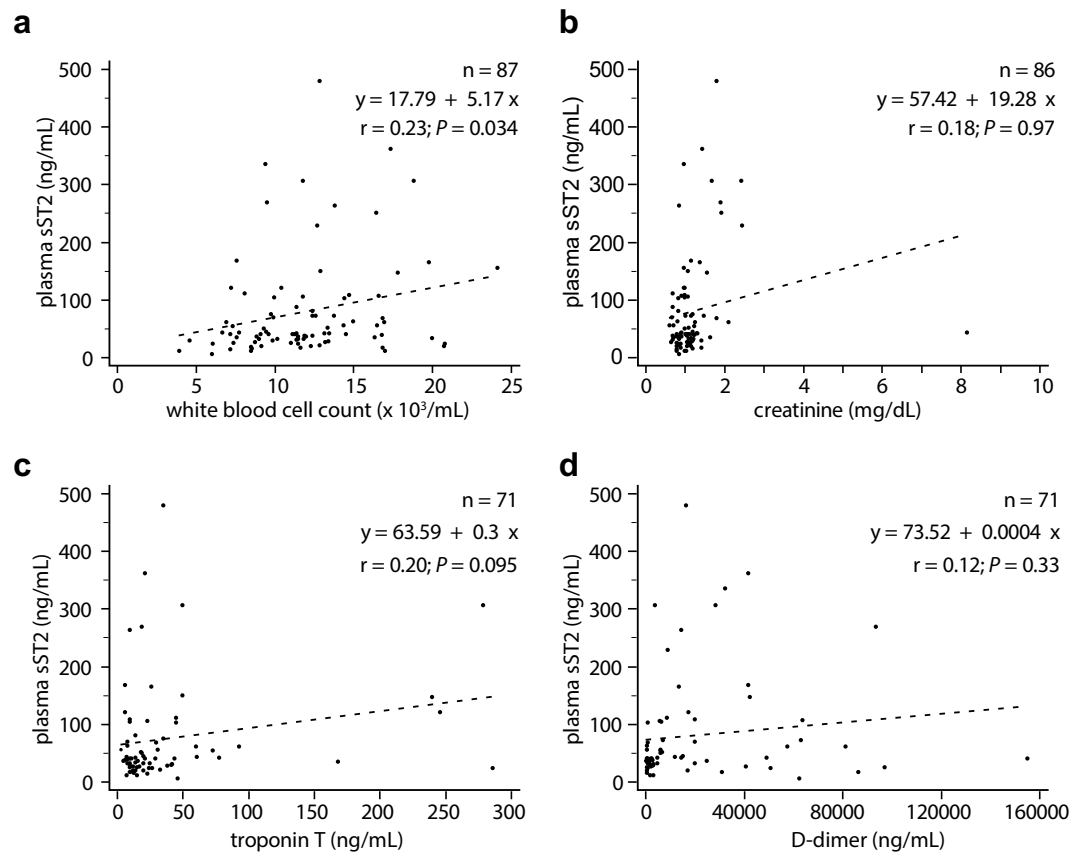 a
n = 87
y = 17.79 + 5.17 x
r = 0.23; P = 0.034
500
400
300
200
100
0
plasma sST2 (ng/mL)
0 5 10 15 20 25
white blood cell count (x 10³/mL)
b
n = 86
y = 57.42 + 19.28 x
r = 0.18; P = 0.97
500
400
300
200
100
0
plasma sST2 (ng/mL)
0 2 4 6 8 10
creatinine (mg/dL)
c
n = 71
y = 63.59 + 0.3 x
r = 0.20; P = 0.095
500
400
300
200
100
0
plasma sST2 (ng/mL)
0 50 100 150 200 250 300
troponin T (ng/mL)
d
n = 71
y = 73.52 + 0.0004 x
r = 0.12; P = 0.33
500
400
300
200
100
0
plasma sST2 (ng/mL)
0 40000 80000 120000 160000
D-dimer (ng/mL)